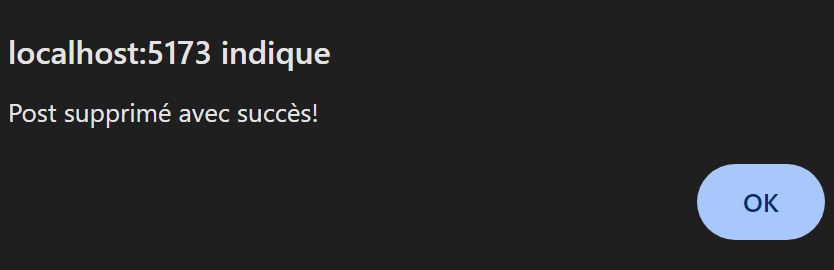 localhost:5173 indique
Post supprimé avec succès!
OK